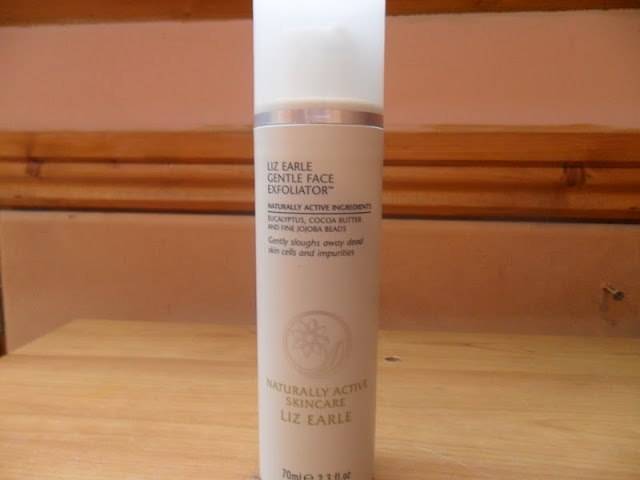 LIZ EARLE
GENTLE FACE
EXFOLIATOR™
NATURALLY ACTIVE INGREDIENTS
EUCALYPTUS, COCOA BUTTER
AND FINE JOJOBA BEADS
Gently sloughs away dead
skin cells and impurities
NATURALLY ACTIVE
SKINCARE
LIZ EARLE
70ml ℮ 2.3 fl.oz